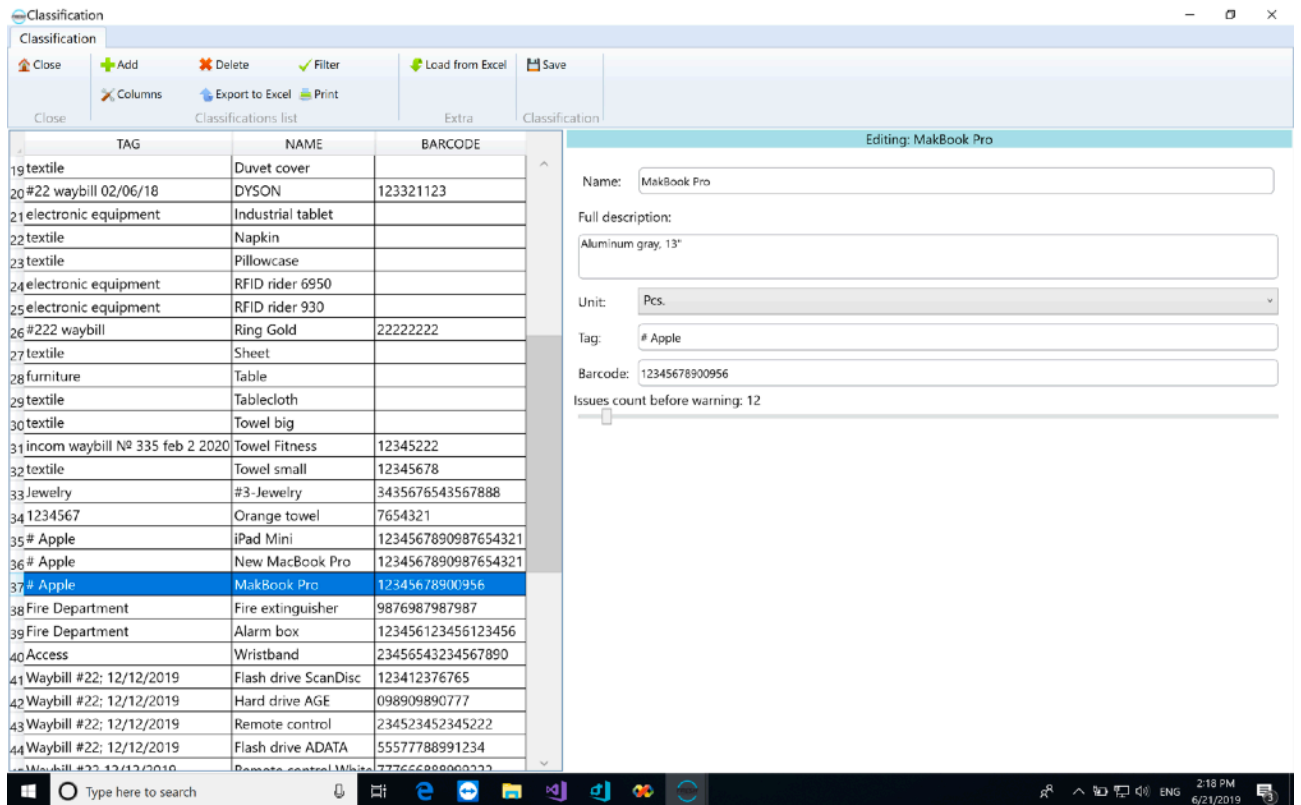 Classification
Classification
Close Add Delete Filter Load from Excel Save
Columns Export to Excel Print
Close Classifications list Extra Classification
TAG NAME BARCODE
19 textile Duvet cover
20 #22 waybill 02/06/18 DYSON 123321123
21 electronic equipment Industrial tablet
22 textile Napkin
23 textile Pillowcase
24 electronic equipment RFID rider 6950
25 electronic equipment RFID rider 930
26 #222 waybill Ring Gold 22222222
27 textile Sheet
28 furniture Table
29 textile Tablecloth
30 textile Towel big
31 incom waybill № 335 feb 2 2020 Towel Fitness 12345222
32 textile Towel small 12345678
33 Jewelry #3-Jewelry 3435676543567888
34 1234567 Orange towel 7654321
35 # Apple iPad Mini 1234567890987654321
36 # Apple New MacBook Pro 1234567890987654321
37 # Apple MakBook Pro 12345678900956
38 Fire Department Fire extinguisher 9876987987987
39 Fire Department Alarm box 123456123456123456
40 Access Wristband 23456543234567890
41 Waybill #22; 12/12/2019 Flash drive ScanDisc 123412376765
42 Waybill #22; 12/12/2019 Hard drive AGE 098909890777
43 Waybill #22; 12/12/2019 Remote control 234523452345222
44 Waybill #22; 12/12/2019 Flash drive ADATA 55577788991234
Editing: MakBook Pro
Name: MakBook Pro
Full description:
Aluminum gray, 13"
Unit: Pcs.
Tag: # Apple
Barcode: 12345678900956
Issues count before warning: 12
Type here to search
ENG
2:18 PM
6/21/2019
3